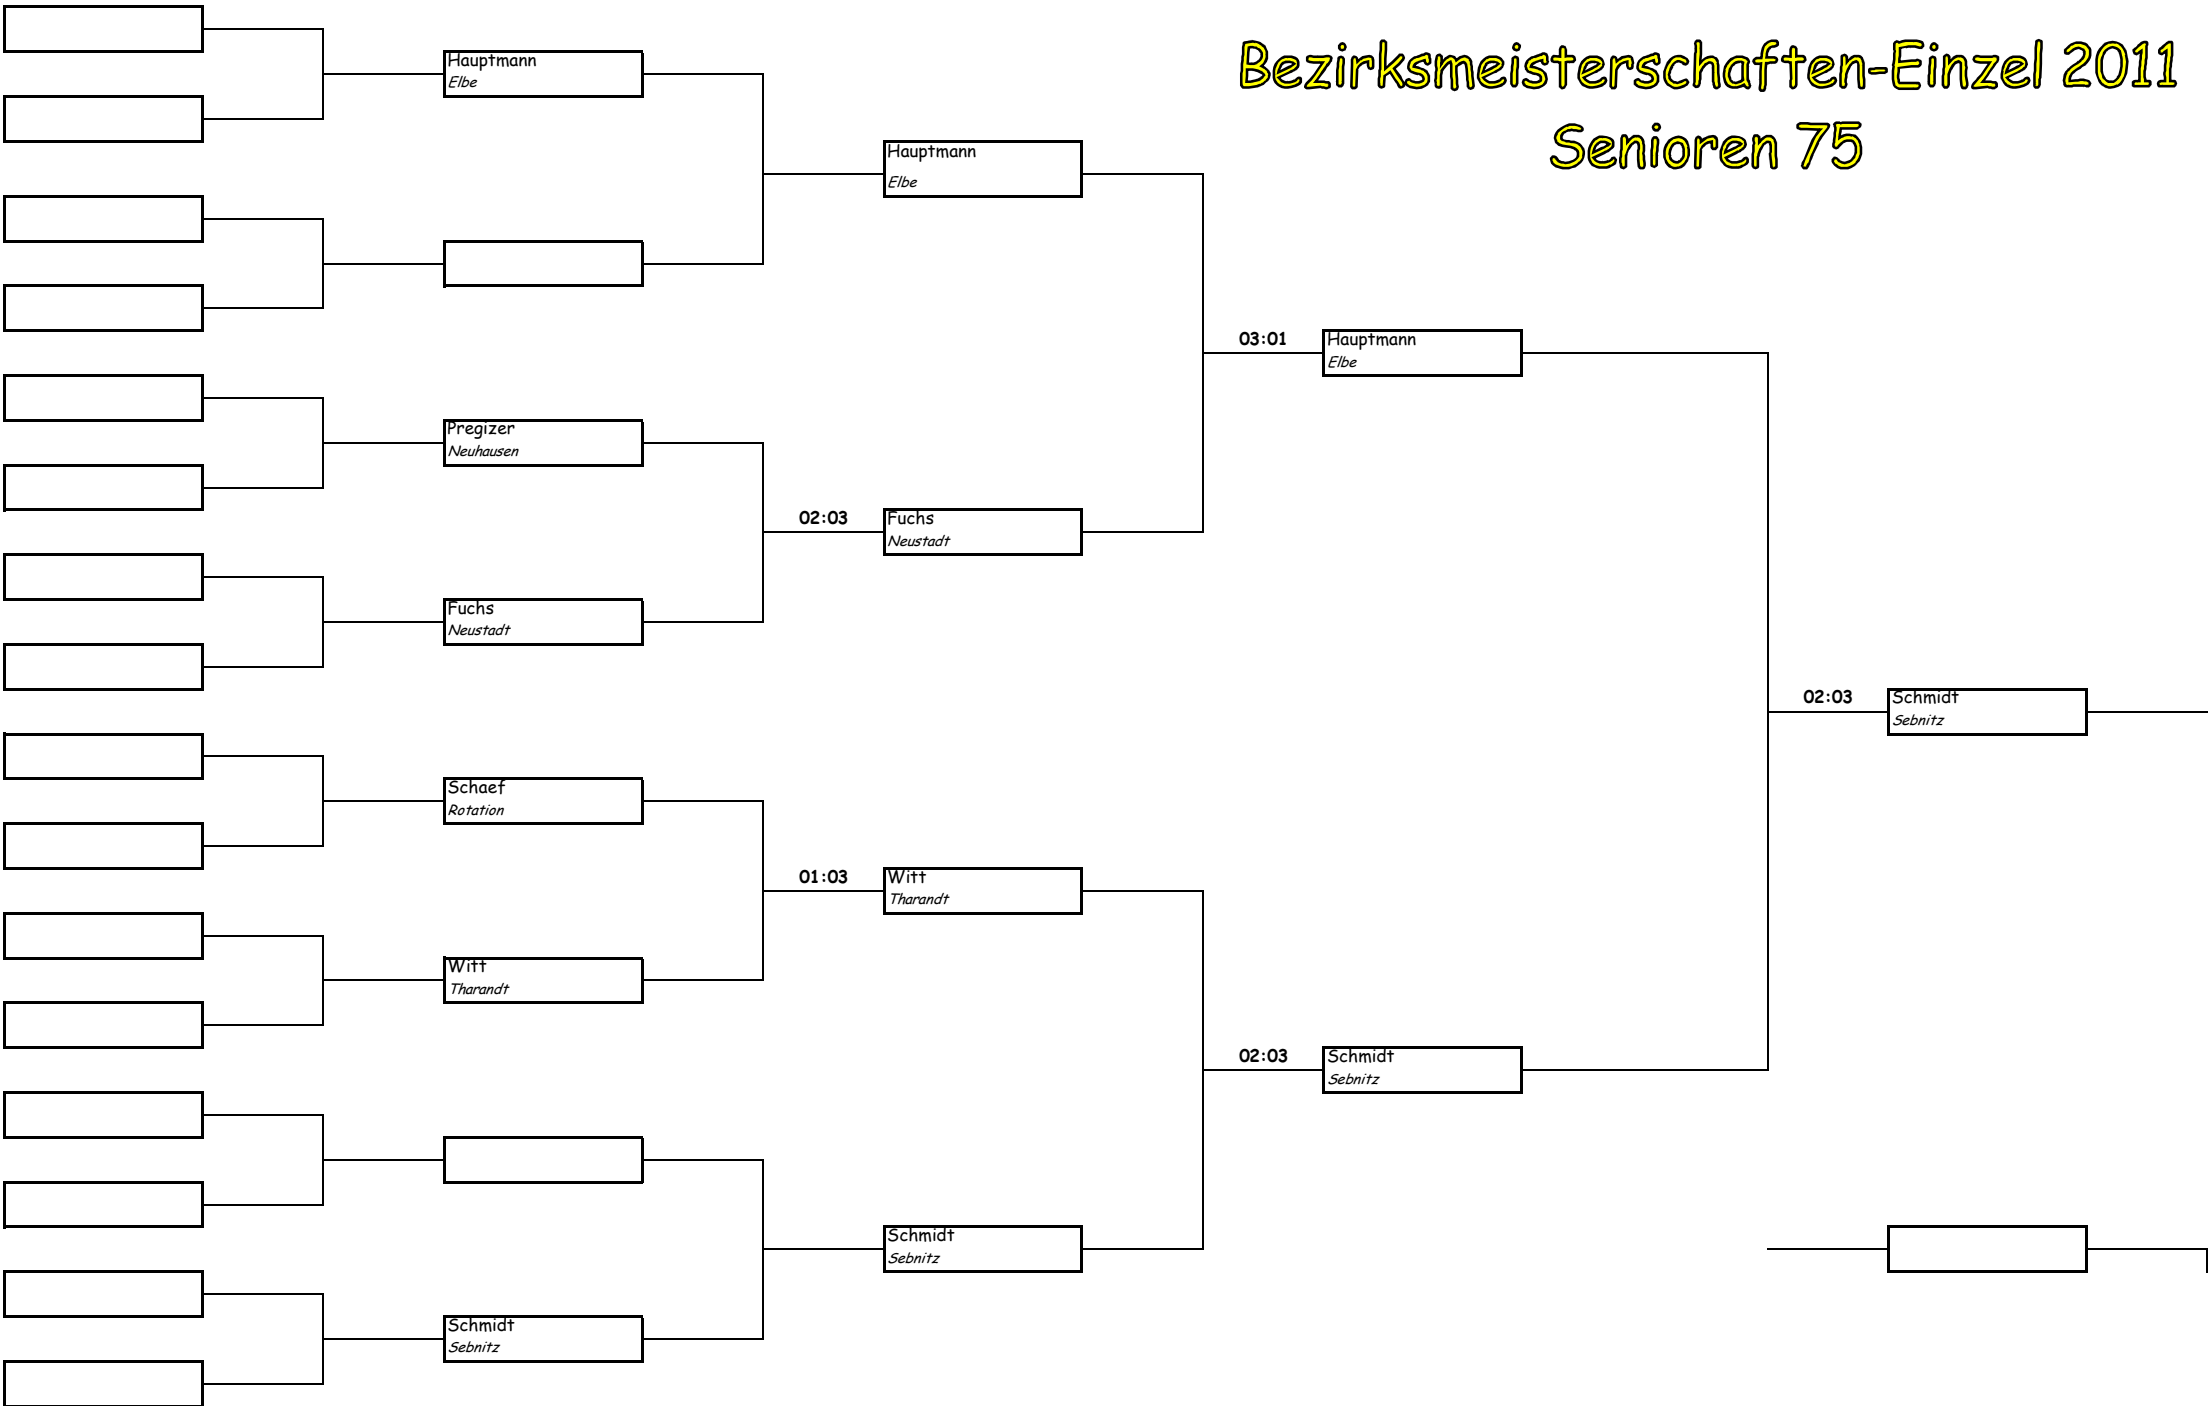 Bezirksmeisterschaften-Einzel 2011
Senioren 75
Hauptmann
Elbe
Pregizer
Neuhausen
Fuchs
Neustadt
Schaef
Rotation
Witt
Tharandt
Schmidt
Sebnitz
Hauptmann
Elbe
02:03
Fuchs
Neustadt
01:03
Witt
Tharandt
Schmidt
Sebnitz
03:01
Hauptmann
Elbe
02:03
Schmidt
Sebnitz
02:03
Schmidt
Sebnitz